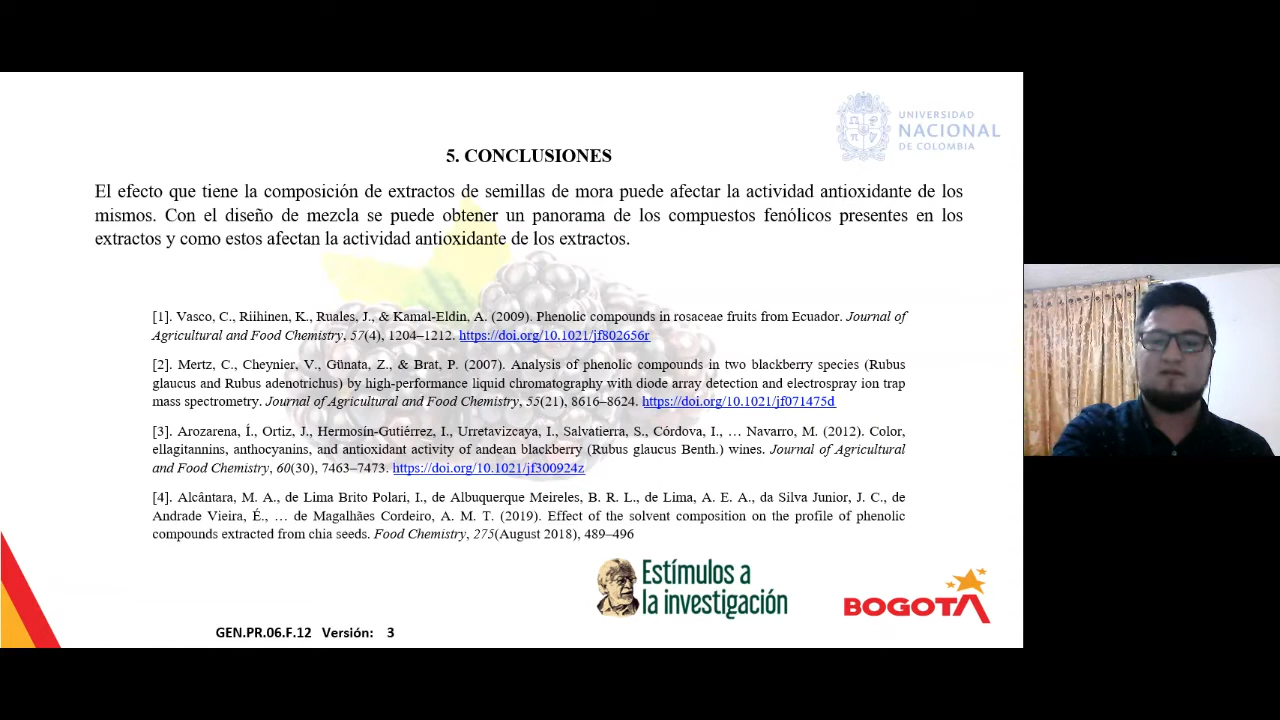 UNIVERSIDAD
NACIONAL
DE COLOMBIA
5. CONCLUSIONES
El efecto que tiene la composición de extractos de semillas de mora puede afectar la actividad antioxidante de los
mismos. Con el diseño de mezcla se puede obtener un panorama de los compuestos fenólicos presentes en los
extractos y como estos afectan la actividad antioxidante de los extractos.
[1]. Vasco, C., Riihinen, K., Ruales, J., & Kamal-Eldin, A. (2009). Phenolic compounds in rosaceae fruits from Ecuador. Journal of
Agricultural and Food Chemistry, 57(4), 1204–1212. https://doi.org/10.1021/jf802656r
[2]. Mertz, C., Cheynier, V., Günata, Z., & Brat, P. (2007). Analysis of phenolic compounds in two blackberry species (Rubus
glaucus and Rubus adenotrichus) by high-performance liquid chromatography with diode array detection and electrospray ion trap
mass spectrometry. Journal of Agricultural and Food Chemistry, 55(21), 8616–8624. https://doi.org/10.1021/jf071475d
[3]. Arozarena, Í., Ortiz, J., Hermosín-Gutiérrez, I., Urretavizcaya, I., Salvatierra, S., Córdova, I., … Navarro, M. (2012). Color,
ellagitannins, anthocyanins, and antioxidant activity of andean blackberry (Rubus glaucus Benth.) wines. Journal of Agricultural
and Food Chemistry, 60(30), 7463–7473. https://doi.org/10.1021/jf300924z
[4]. Alcântara, M. A., de Lima Brito Polari, I., de Albuquerque Meireles, B. R. L., de Lima, A. E. A., da Silva Junior, J. C., de
Andrade Vieira, É., … de Magalhães Cordeiro, A. M. T. (2019). Effect of the solvent composition on the profile of phenolic
compounds extracted from chia seeds. Food Chemistry, 275(August 2018), 489–496
Estímulos a
la investigación
BOGOTA
GEN.PR.06.F.12 Versión: 3